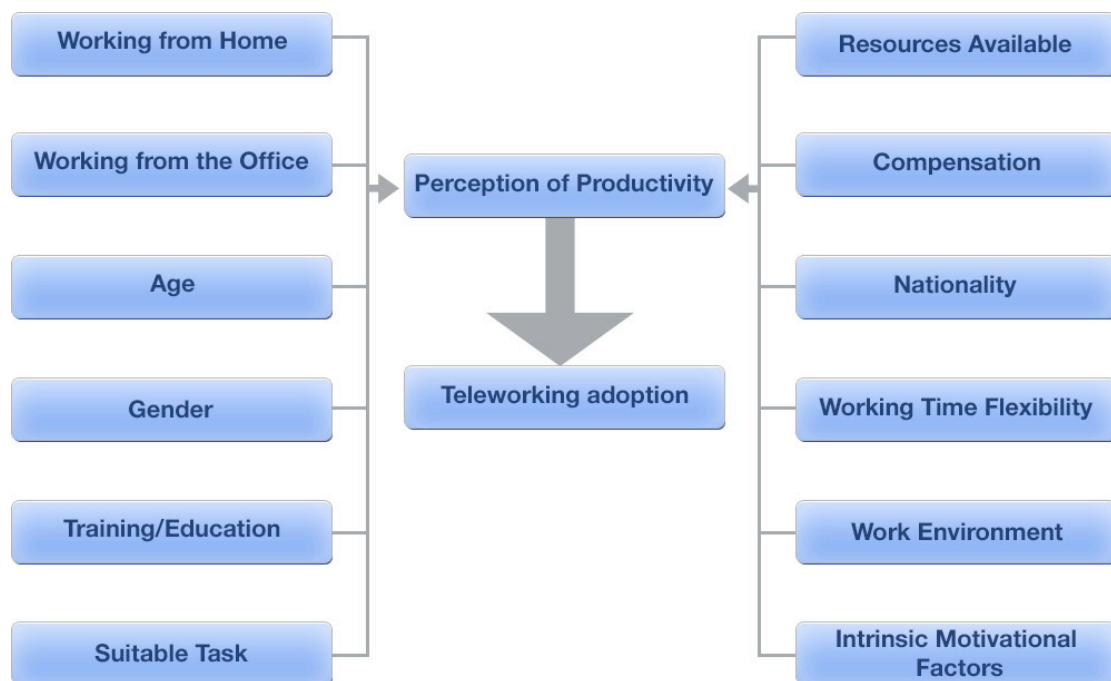 Working from Home
Working from the Office
Age
Gender
Training/Education
Suitable Task
Perception of Productivity
Teleworking adoption
Resources Available
Compensation
Nationality
Working Time Flexibility
Work Environment
Intrinsic Motivational
Factors